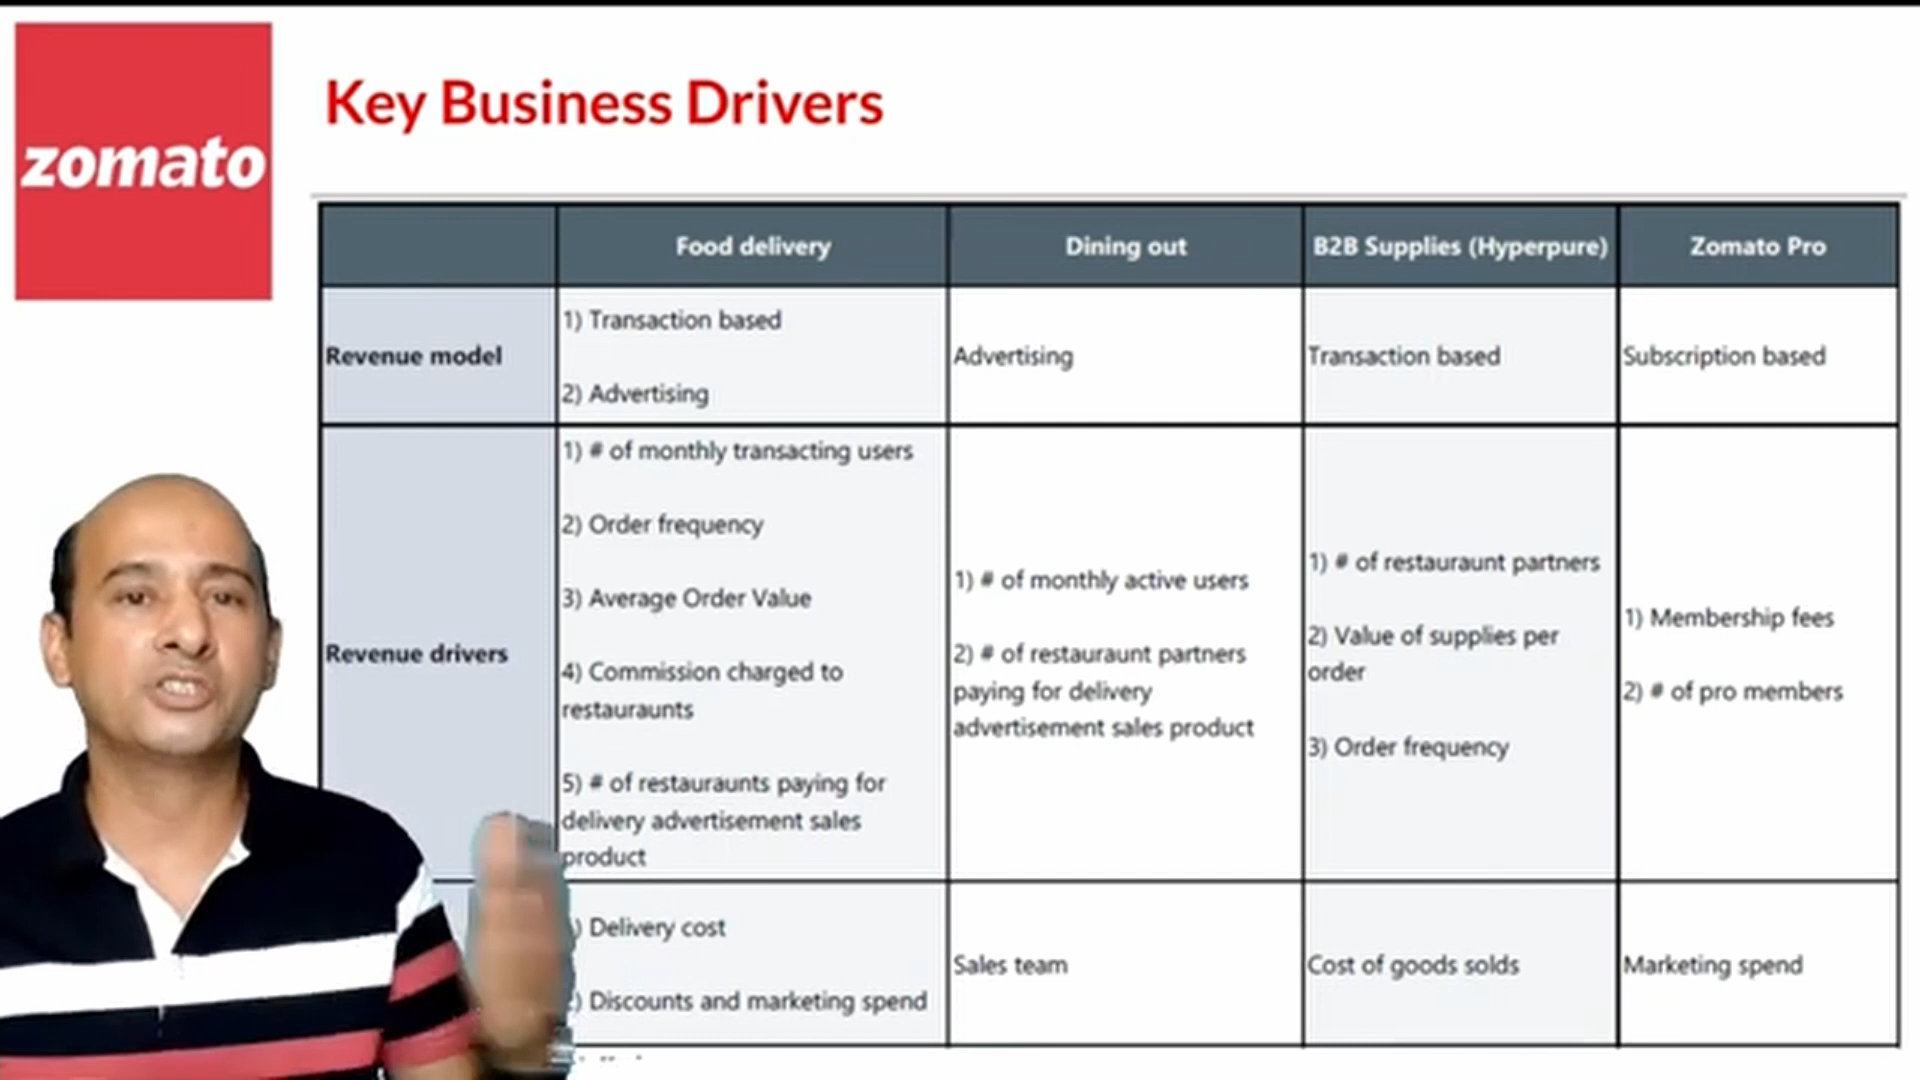 zomato
Key Business Drivers
Food delivery
Dining out
B2B Supplies (Hyperpure)
Zomato Pro
Revenue model
1) Transaction based
2) Advertising
Advertising
Transaction based
Subscription based
Revenue drivers
1) # of monthly transacting users
2) Order frequency
3) Average Order Value
4) Commission charged to
restauraunts
5) # of restauraunts paying for
delivery advertisement sales
product
1) # of monthly active users
2) # of restauraunt partners
paying for delivery
advertisement sales product
1) # of restauraunt partners
2) Value of supplies per
order
3) Order frequency
1) Membership fees
2) # of pro members
) Delivery cost
) Discounts and marketing spend
Sales team
Cost of goods solds
Marketing spend